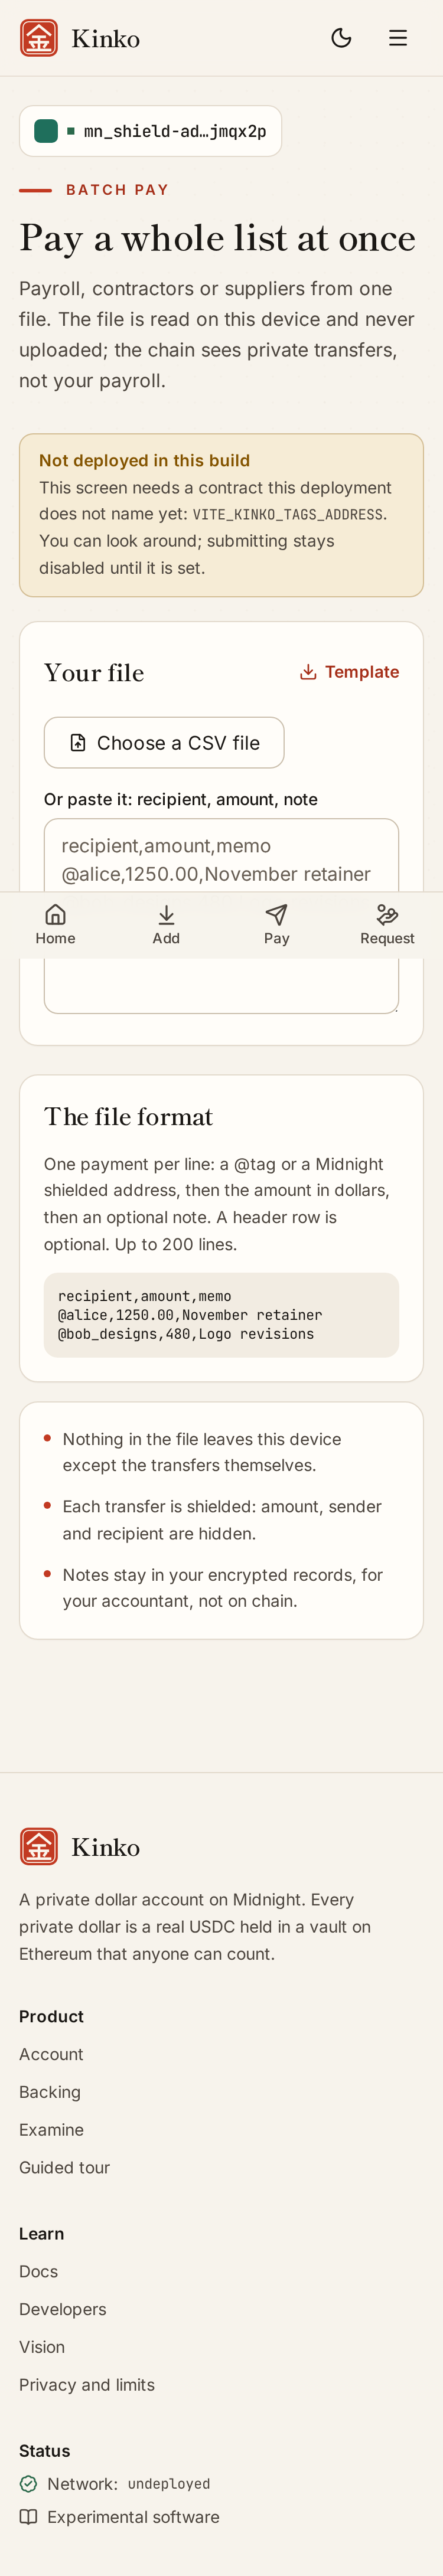 金 Kinko
mn_shield-ad…jmqx2p
BATCH PAY
Pay a whole list at once
Payroll, contractors or suppliers from one
file. The file is read on this device and never
uploaded; the chain sees private transfers,
not your payroll.
Not deployed in this build
This screen needs a contract this deployment
does not name yet: VITE_KINKO_TAGS_ADDRESS.
You can look around; submitting stays
disabled until it is set.
Your file
Template
Choose a CSV file
Or paste it: recipient, amount, note
recipient,amount,memo
@alice,1250.00,November retainer
Home Add Pay Request
The file format
One payment per line: a @tag or a Midnight
shielded address, then the amount in dollars,
then an optional note. A header row is
optional. Up to 200 lines.
recipient,amount,memo
@alice,1250.00,November retainer
@bob_designs,480,Logo revisions
Nothing in the file leaves this device
except the transfers themselves.
Each transfer is shielded: amount, sender
and recipient are hidden.
Notes stay in your encrypted records, for
your accountant, not on chain.
金 Kinko
A private dollar account on Midnight. Every
private dollar is a real USDC held in a vault on
Ethereum that anyone can count.
Product
Account
Backing
Examine
Guided tour
Learn
Docs
Developers
Vision
Privacy and limits
Status
Network: undeployed
Experimental software